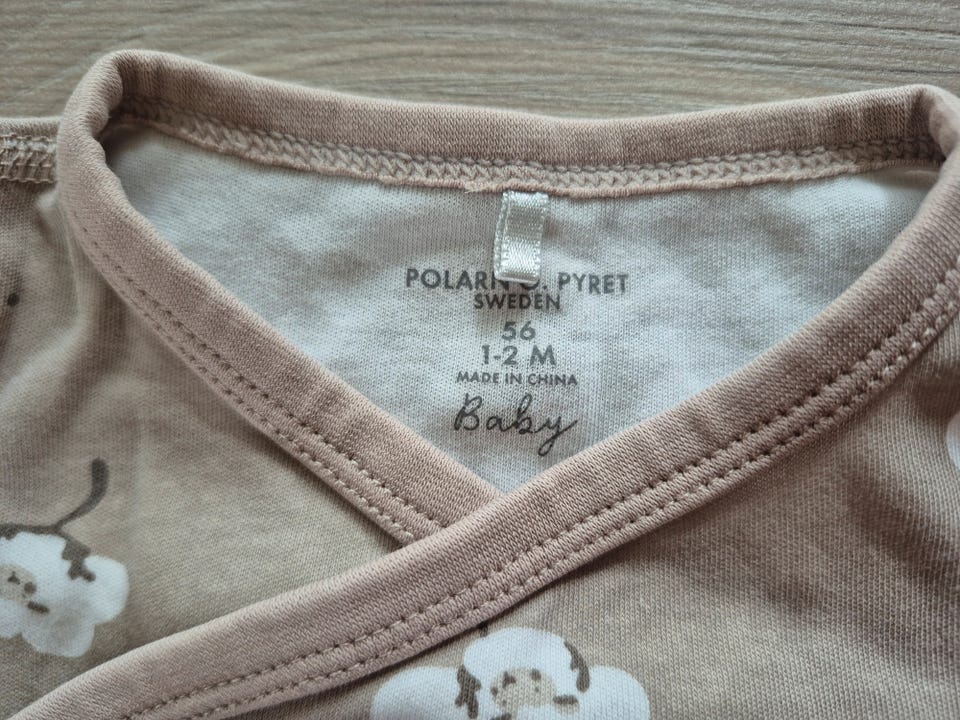 POLARN O. PYRET
SWEDEN
56
1-2 M
MADE IN CHINA
Baby